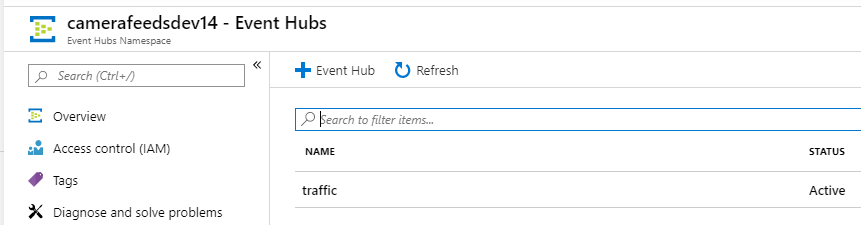 camerafeedsdev14 - Event Hubs
Event Hubs Namespace
Search (Ctrl+/)
«
Overview
Access control (IAM)
Tags
Diagnose and solve problems
Event Hub Refresh
Search to filter items...
NAME STATUS
traffic Active